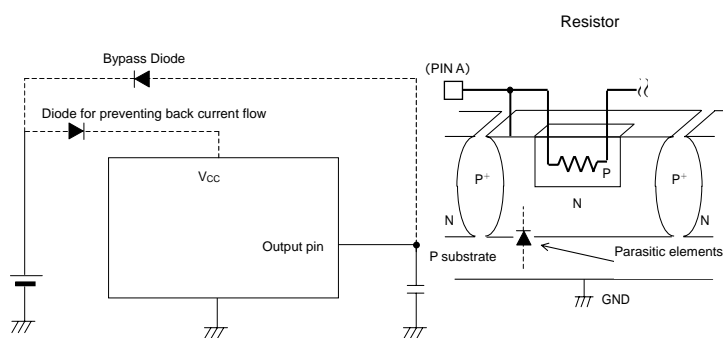 Resistor
Bypass Diode
(PIN A)
Diode for preventing back current flow
VCC
P+
P
P+
N
N
N
Output pin
P substrate
Parasitic elements
GND